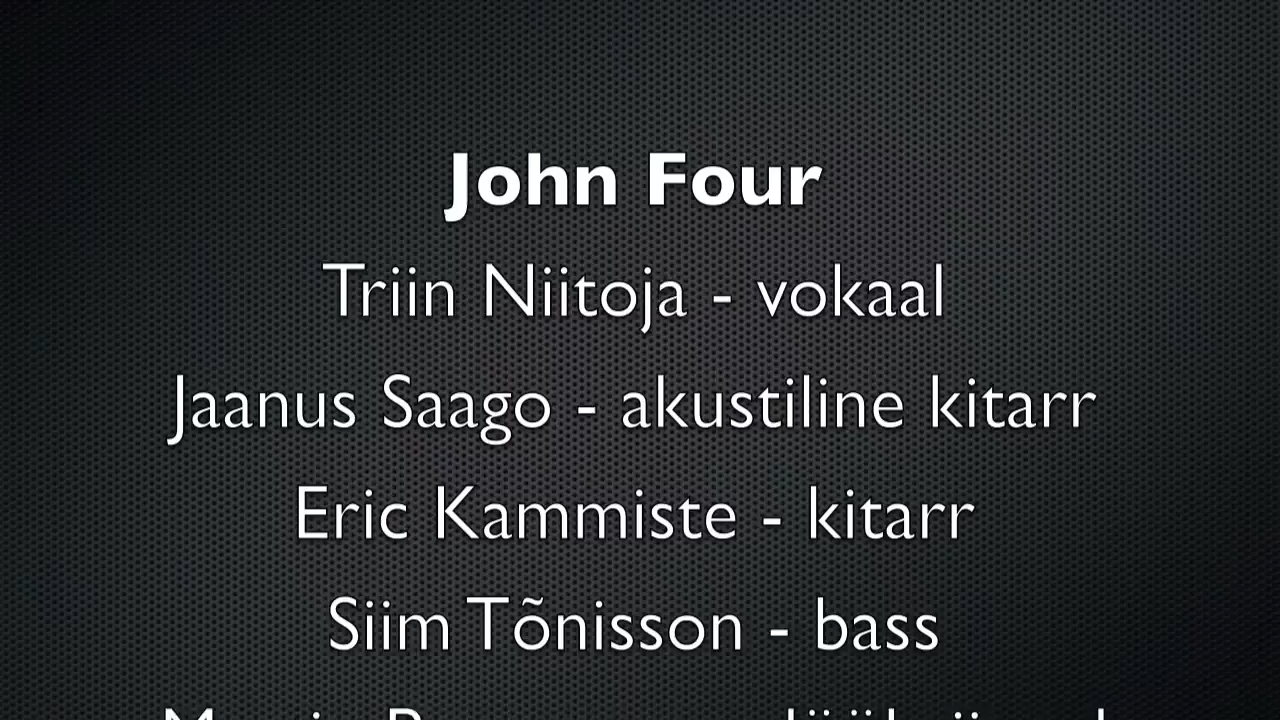 John Four
Triin Niitoja - vokaal
Jaanus Saago - akustiline kitarr
Eric Kammiste - kitarr
Siim Tõnisson - bass